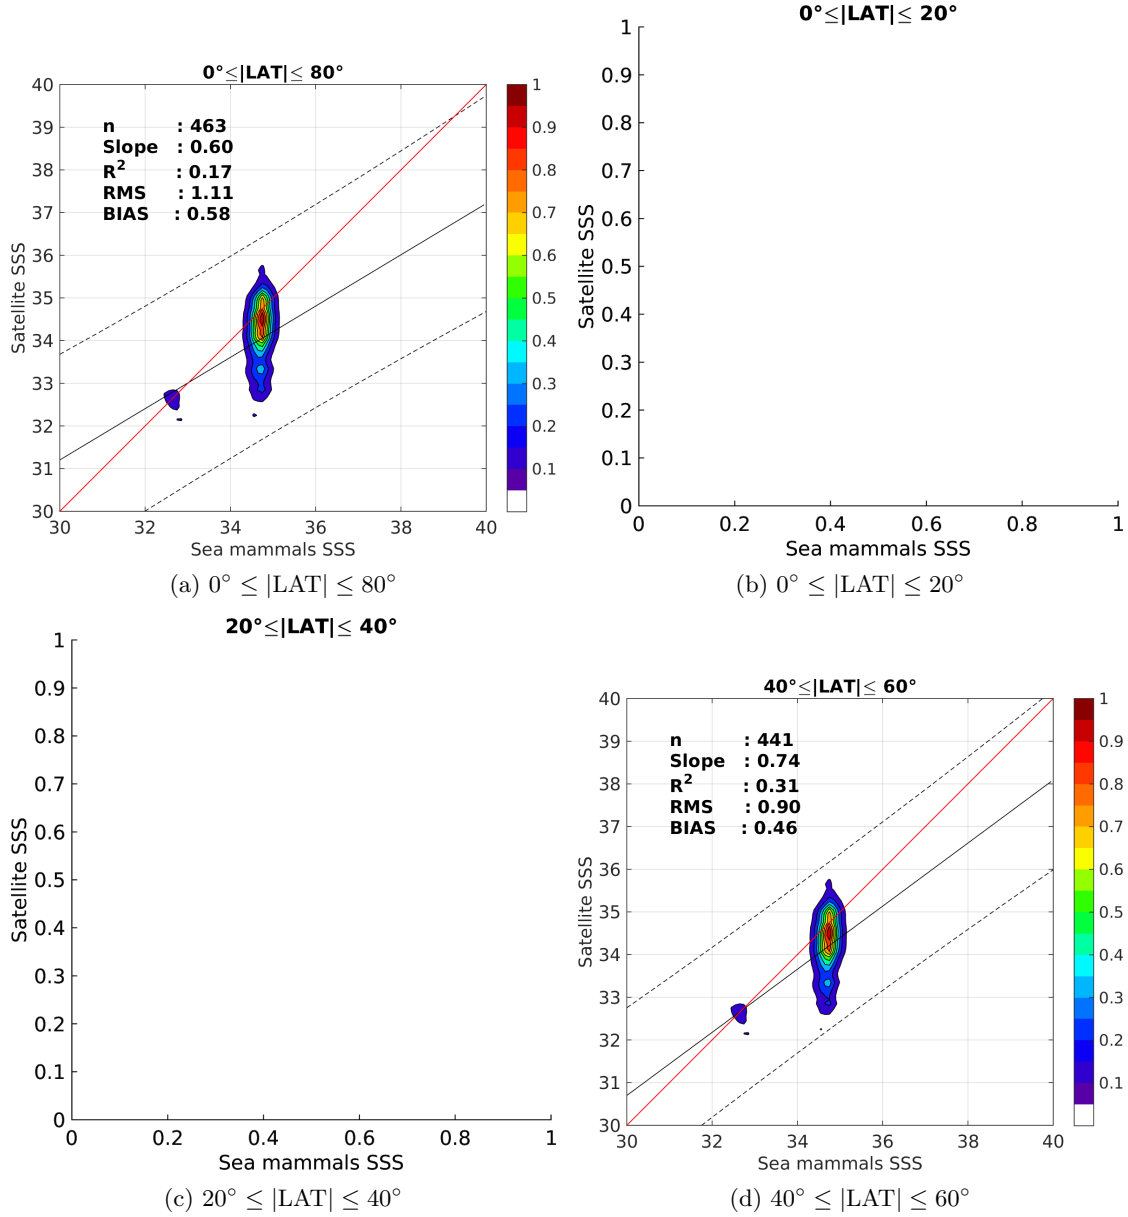 0°≤|LAT|≤ 80°
n : 463
Slope : 0.60
R² : 0.17
RMS : 1.11
BIAS : 0.58
40
39
38
37
36
35
34
33
32
31
30
30 32 34 36 38 40
Satellite SSS
Sea mammals SSS
1
0.9
0.8
0.7
0.6
0.5
0.4
0.3
0.2
0.1
(a) 0° ≤ |LAT| ≤ 80°
0°≤|LAT|≤ 20°
1
0.9
0.8
0.7
0.6
0.5
0.4
0.3
0.2
0.1
0
0 0.2 0.4 0.6 0.8 1
Satellite SSS
Sea mammals SSS
(b) 0° ≤ |LAT| ≤ 20°
20°≤|LAT|≤ 40°
1
0.9
0.8
0.7
0.6
0.5
0.4
0.3
0.2
0.1
0
0 0.2 0.4 0.6 0.8 1
Satellite SSS
Sea mammals SSS
(c) 20° ≤ |LAT| ≤ 40°
40°≤|LAT|≤ 60°
n : 441
Slope : 0.74
R² : 0.31
RMS : 0.90
BIAS : 0.46
40
39
38
37
36
35
34
33
32
31
30
30 32 34 36 38 40
Satellite SSS
Sea mammals SSS
1
0.9
0.8
0.7
0.6
0.5
0.4
0.3
0.2
0.1
(d) 40° ≤ |LAT| ≤ 60°